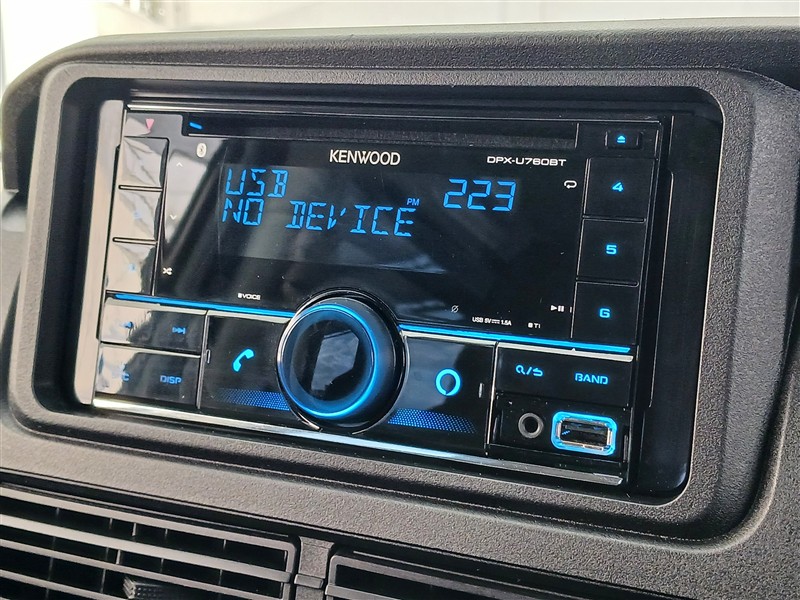 KENWOOD
DPX-U760BT
USB
223
PM
NO DEVICE
4
5
6
VOICE
USB 5V 1.5A
DISP
BAND